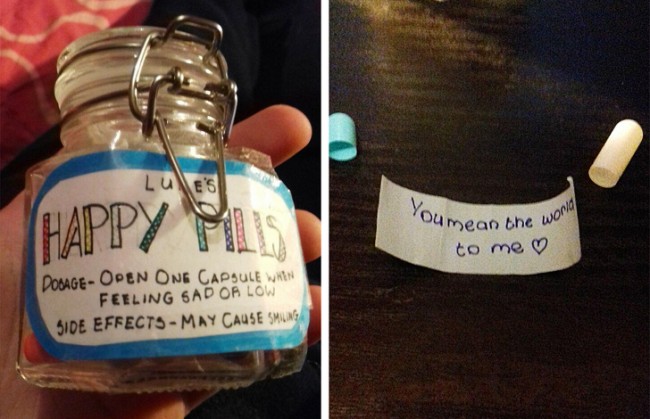 LUKE'S
HAPPY PILLS
DOSAGE - OPEN ONE CAPSULE WHEN
FEELING SAD OR LOW
SIDE EFFECTS - MAY CAUSE SMILING
You mean the world
to me ♡